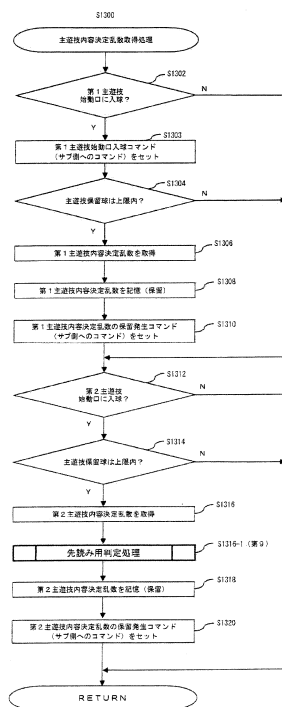 S1300
主遊技内容決定乱数取得処理
S1302
第1主遊技
始動口に入球？
N
Y
S1303
第1主遊技始動口入球コマンド
(サブ側へのコマンド) をセット
S1304
主遊技保留球は上限内？
N
Y
S1306
第1主遊技内容決定乱数を取得
S1308
第1主遊技内容決定乱数を記憶 (保留)
S1310
第1主遊技内容決定乱数の保留発生コマンド
(サブ側へのコマンド) をセット
S1312
第2主遊技
始動口に入球？
N
Y
S1314
主遊技保留球は上限内？
N
Y
S1316
第2主遊技内容決定乱数を取得
S1316-1 (第9)
先読み用判定処理
S1318
第2主遊技内容決定乱数を記憶 (保留)
S1320
第2主遊技内容決定乱数の保留発生コマンド
(サブ側へのコマンド) をセット
RETURN